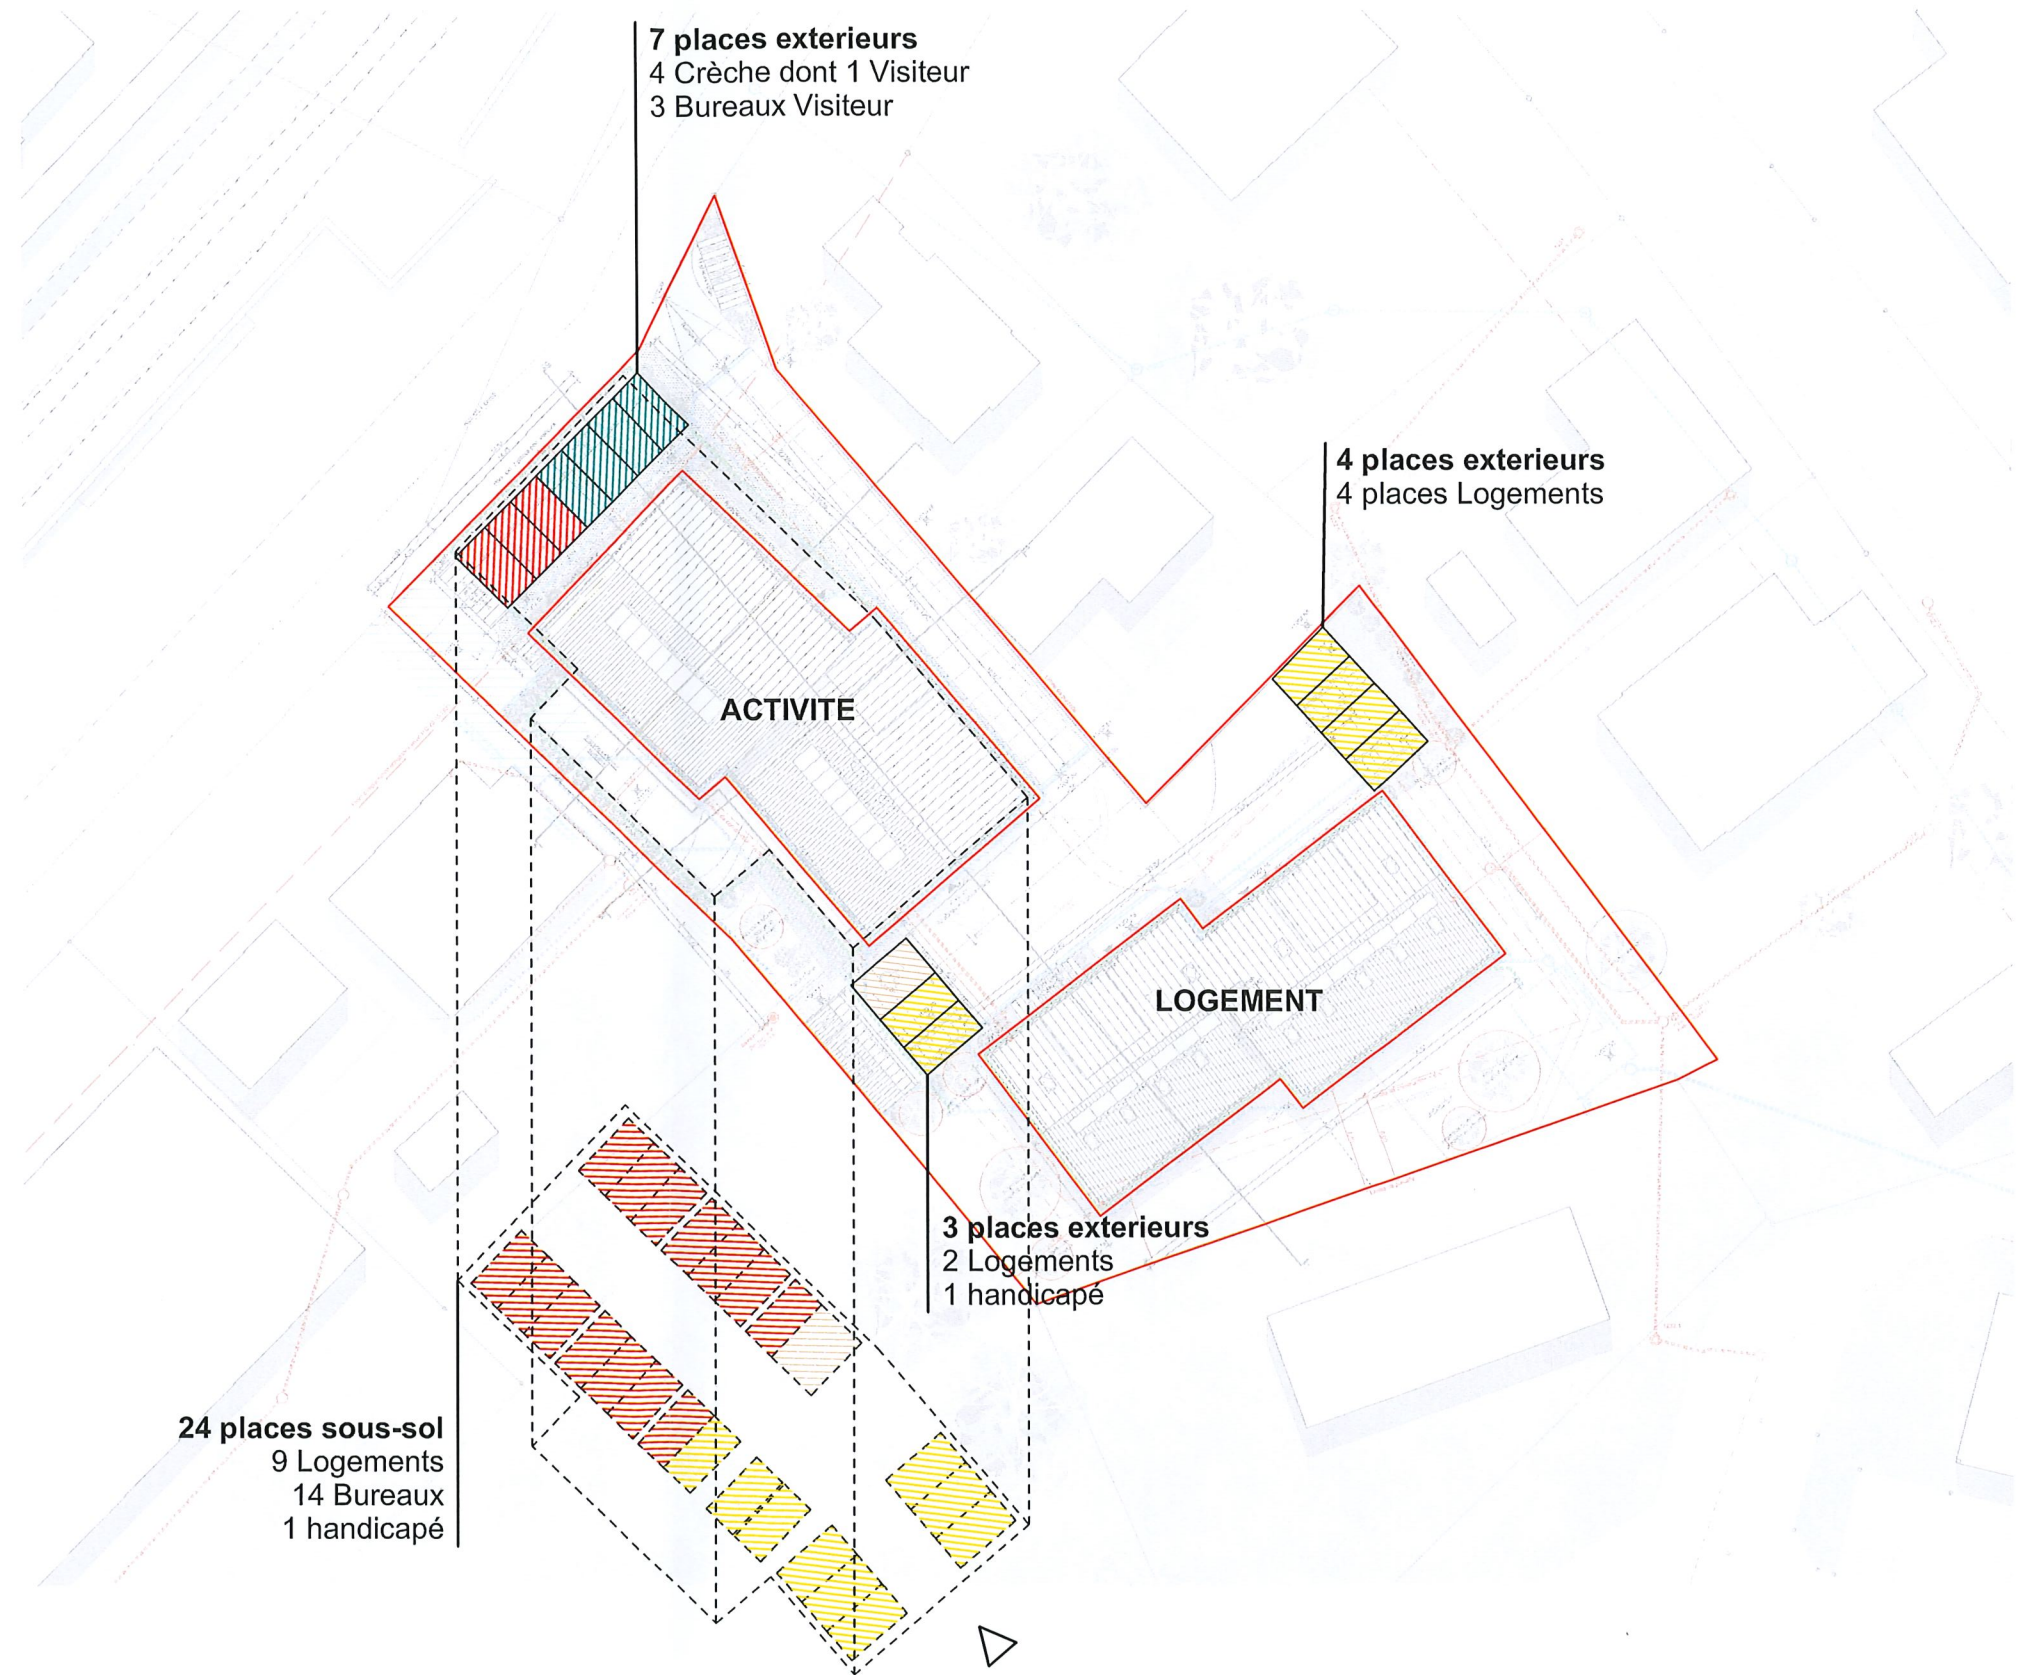 7 places exterieurs
4 Crèche dont 1 Visiteur
3 Bureaux Visiteur
4 places exterieurs
4 places Logements
ACTIVITE
LOGEMENT
3 places exterieurs
2 Logements
1 handicapé
24 places sous-sol
9 Logements
14 Bureaux
1 handicapé